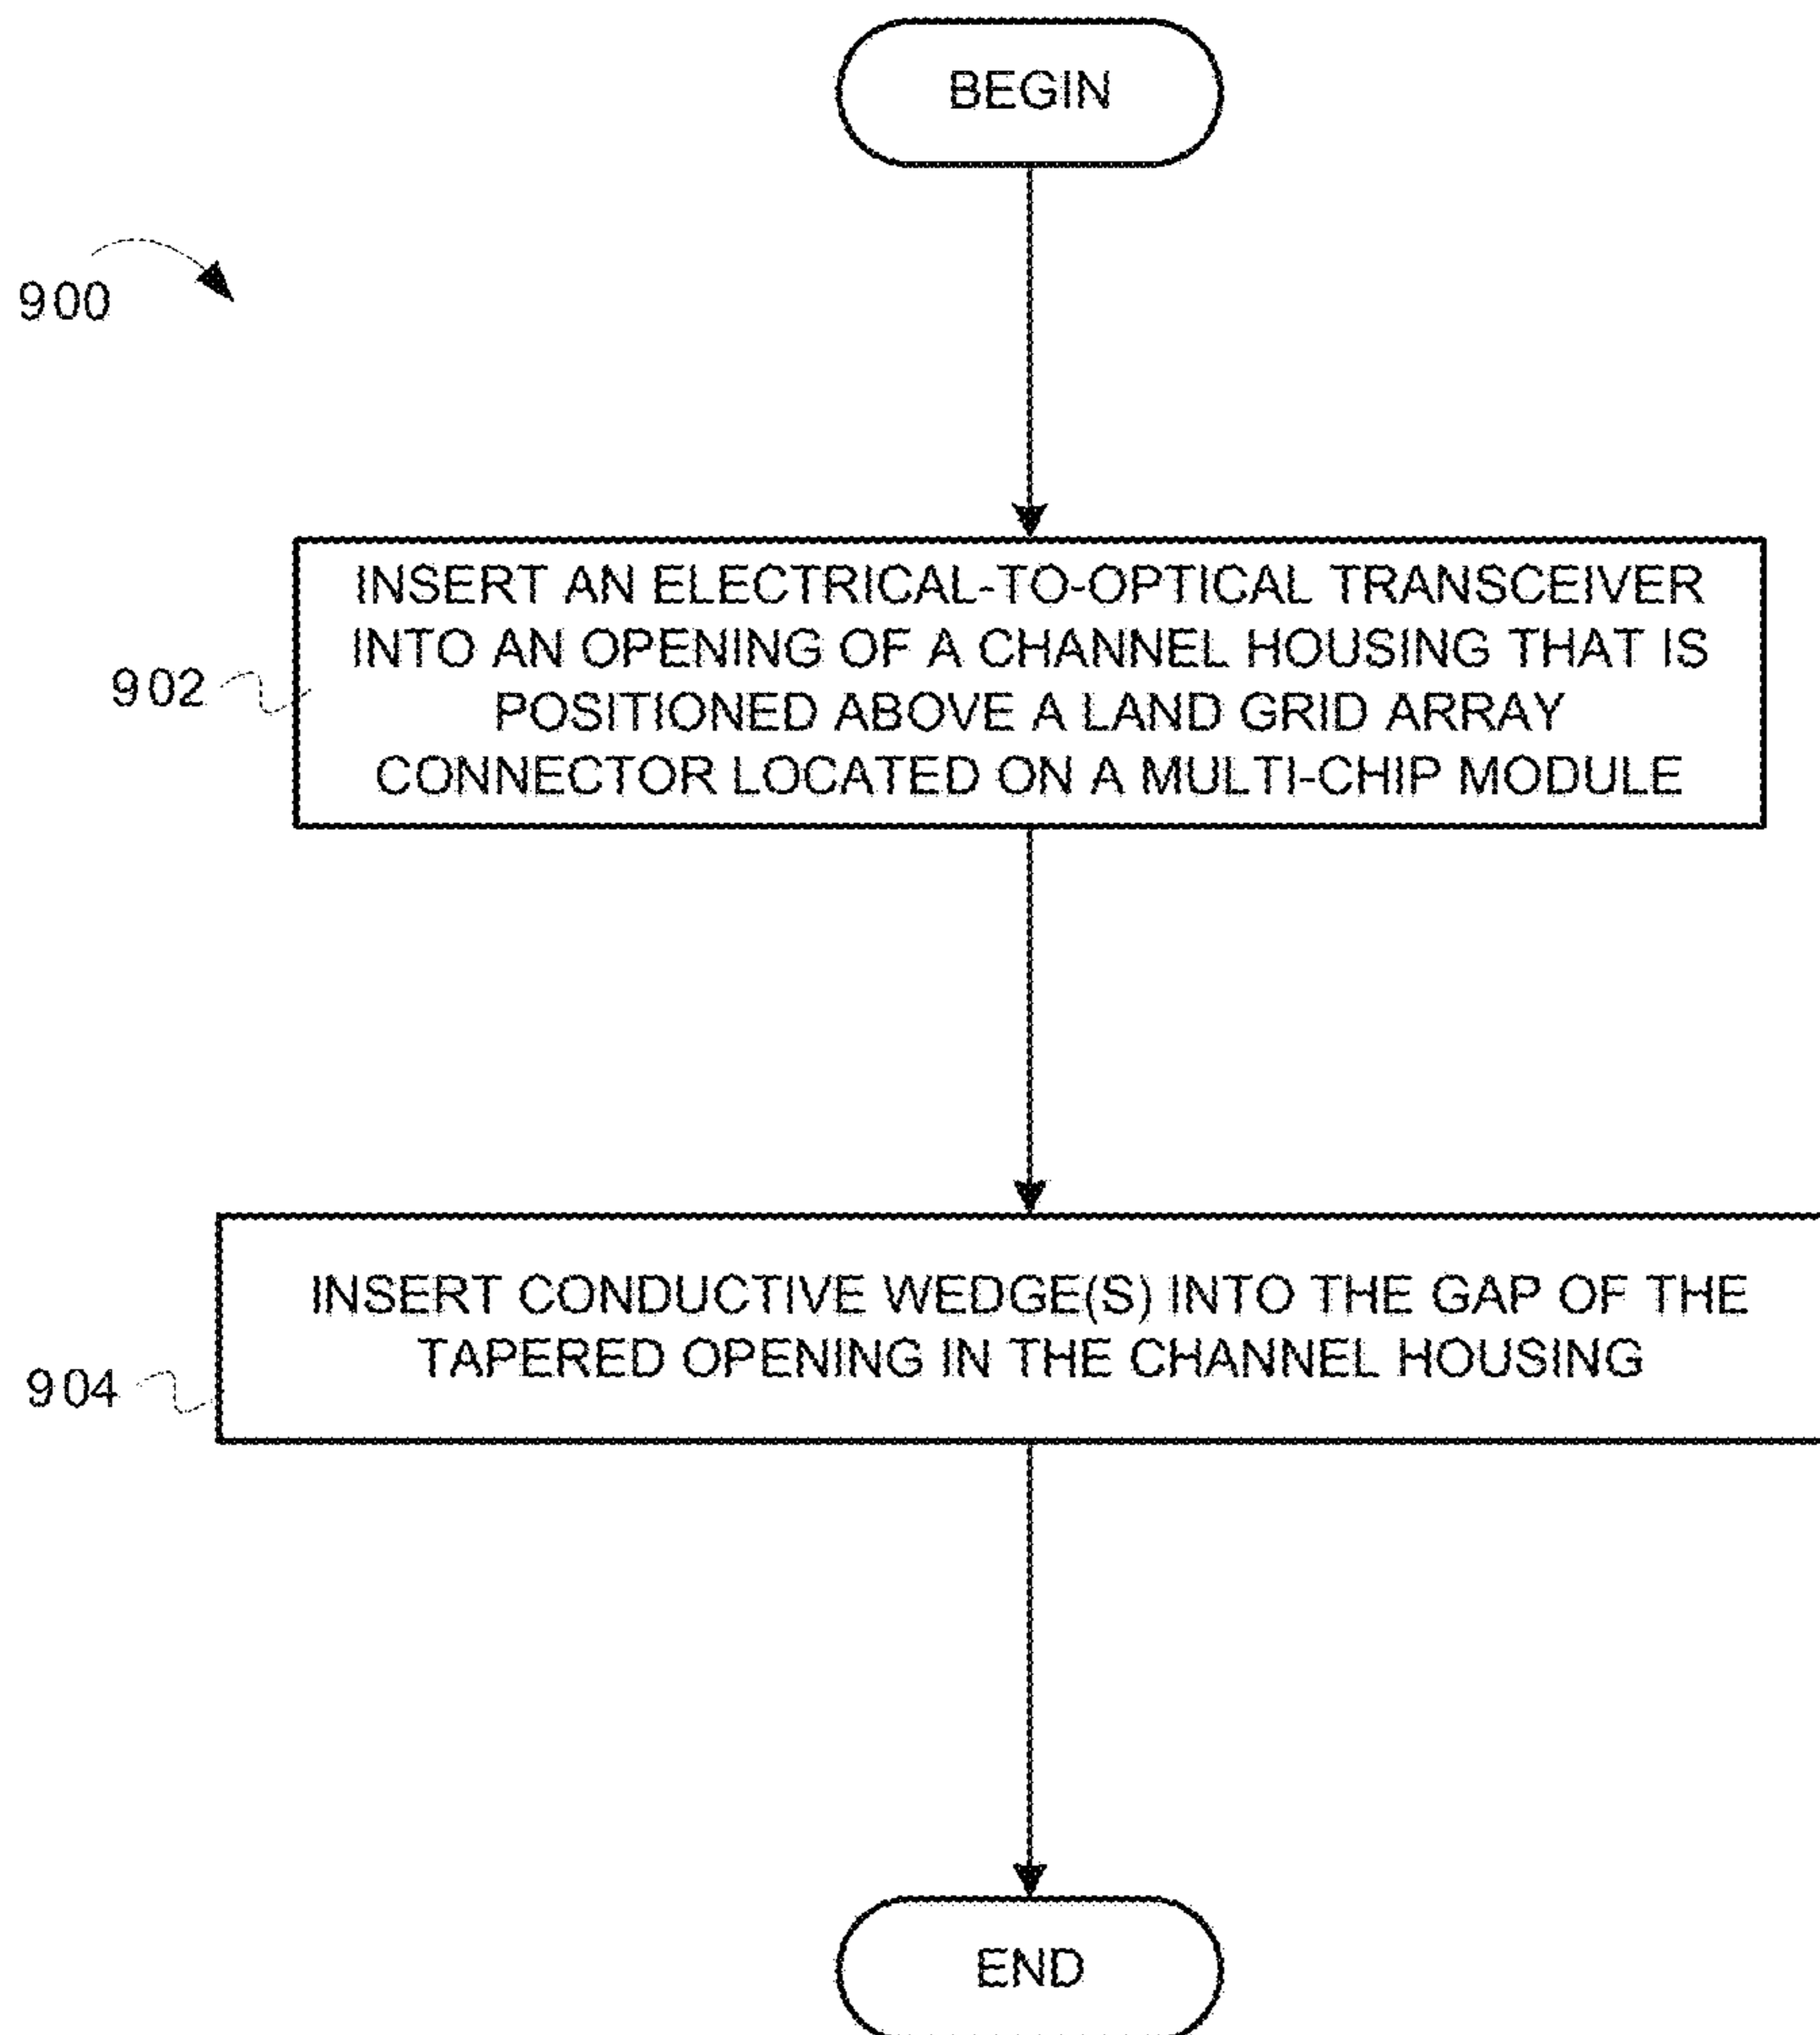 BEGIN
900
INSERT AN ELECTRICAL-TO-OPTICAL TRANSCEIVER
INTO AN OPENING OF A CHANNEL HOUSING THAT IS
POSITIONED ABOVE A LAND GRID ARRAY
CONNECTOR LOCATED ON A MULTI-CHIP MODULE
902
INSERT CONDUCTIVE WEDGE(S) INTO THE GAP OF THE
TAPERED OPENING IN THE CHANNEL HOUSING
904
END